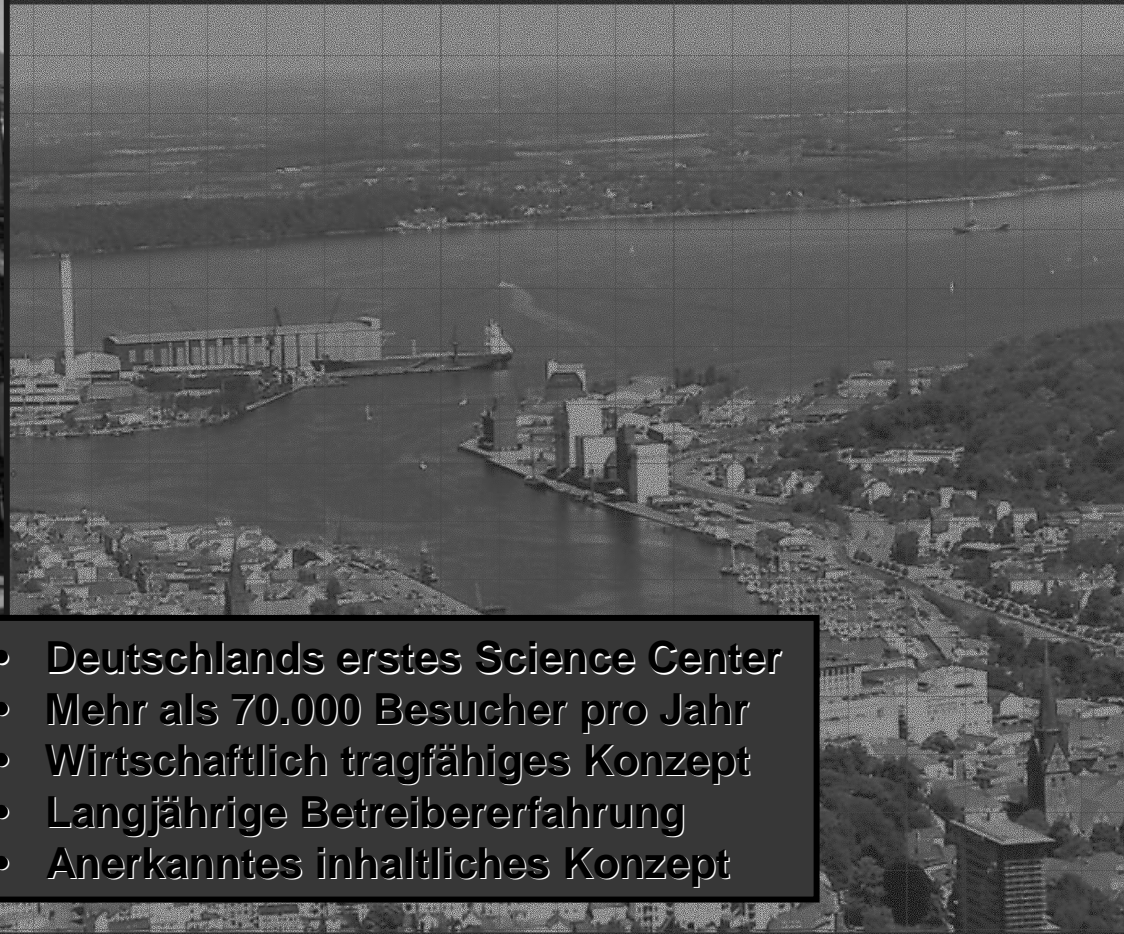 • Deutschlands erstes Science Center
• Mehr als 70.000 Besucher pro Jahr
• Wirtschaftlich tragfähiges Konzept
• Langjährige Betreibererfahrung
• Anerkanntes inhaltliches Konzept